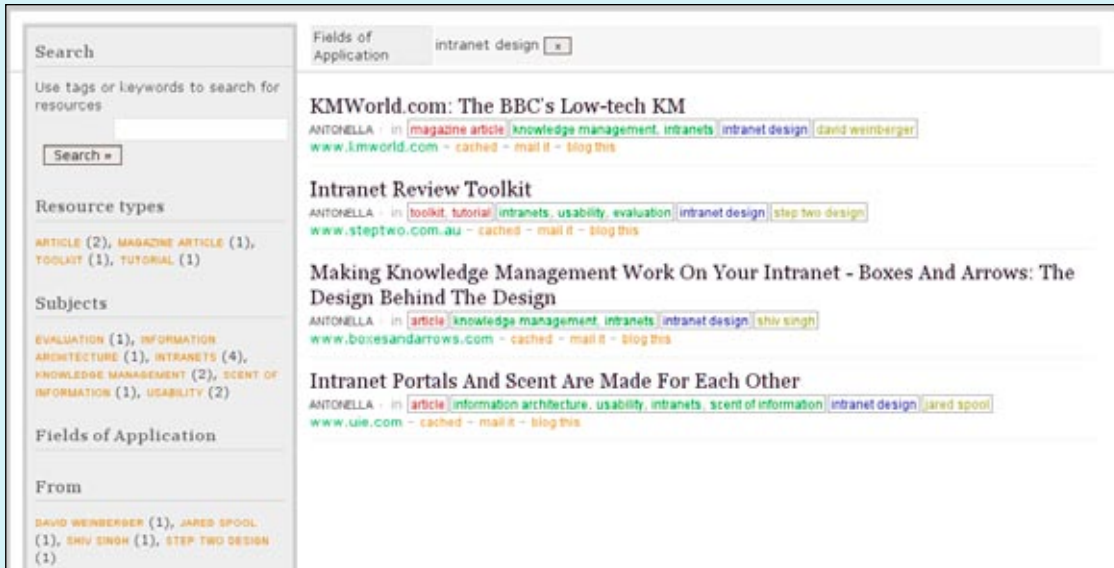 Search
Use tags or keywords to search for
resources
Search »
Resource types
ARTICLE (2), MAGAZINE ARTICLE (1),
TOOLKIT (1), TUTORIAL (1)
Subjects
EVALUATION (1), INFORMATION
ARCHITECTURE (1), INTRANETS (4),
KNOWLEDGE MANAGEMENT (2), SCENT OF
INFORMATION (1), USABILITY (2)
Fields of Application
From
DAVID WEINBERGER (1), JARED SPOOL
(1), SHIV SINGH (1), STEP TWO DESIGN
(1)
Fields of
Application
intranet design x
KMWorld.com: The BBC's Low-tech KM
ANTONELLA - in magazine article knowledge management, intranets intranet design david weinberger
www.kmworld.com - cached - mail it - blog this
Intranet Review Toolkit
ANTONELLA - in toolkit, tutorial intranets, usability, evaluation intranet design step two design
www.steptwo.com.au - cached - mail it - blog this
Making Knowledge Management Work On Your Intranet - Boxes And Arrows: The
Design Behind The Design
ANTONELLA - in article knowledge management, intranets intranet design shiv singh
www.boxesandarrows.com - cached - mail it - blog this
Intranet Portals And Scent Are Made For Each Other
ANTONELLA - in article information architecture, usability, intranets, scent of information intranet design jared spool
www.uie.com - cached - mail it - blog this